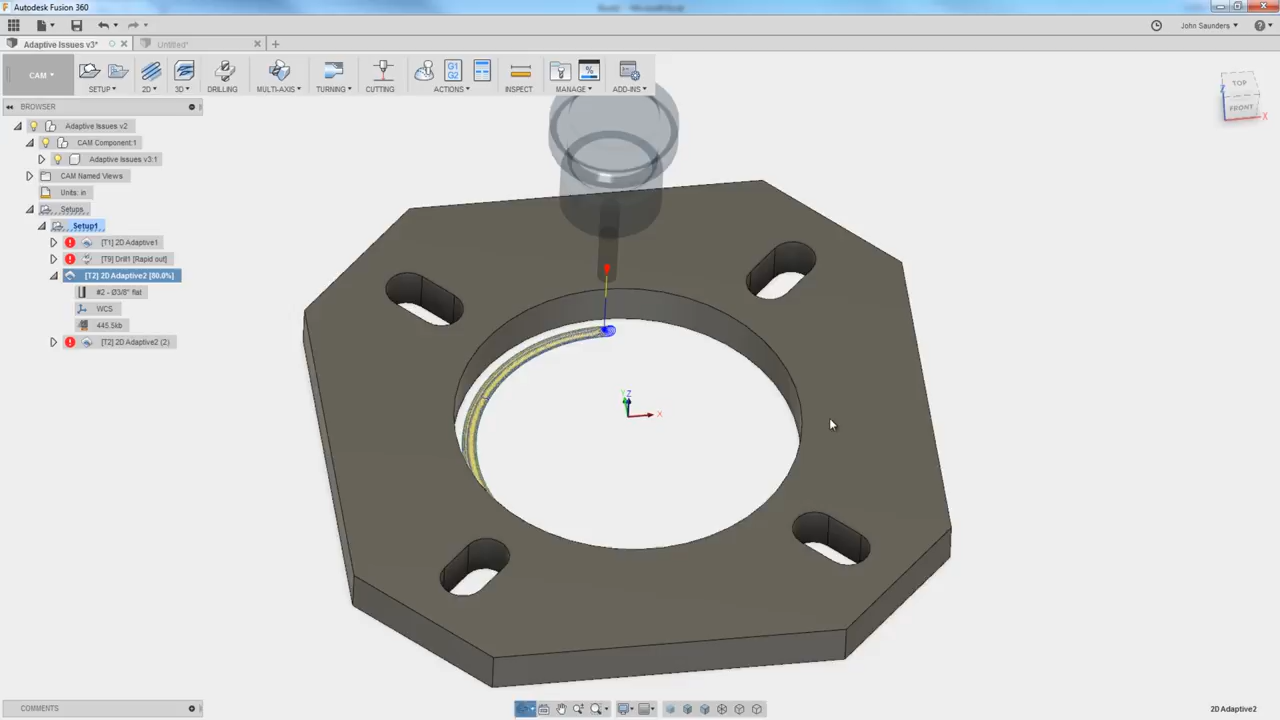 Autodesk Fusion 360
John Saunders
Adaptive Issues v3*
Untitled*
CAM
SETUP
2D
3D
DRILLING
MULTI-AXIS
TURNING
CUTTING
G1
G2
ACTIONS
INSPECT
%
MANAGE
ADD-INS
TOP
FRONT
Z
X
BROWSER
Adaptive Issues v2
CAM Component:1
Adaptive Issues v3:1
CAM Named Views
Units: in
Setups
Setup1
[T1] 2D Adaptive1
[T9] Drill1 [Rapid out]
[T2] 2D Adaptive2 [80.0%]
#2 - Ø3/8" flat
WCS
445.5kb
[T2] 2D Adaptive2 (2)
Z
X
COMMENTS
2D Adaptive2